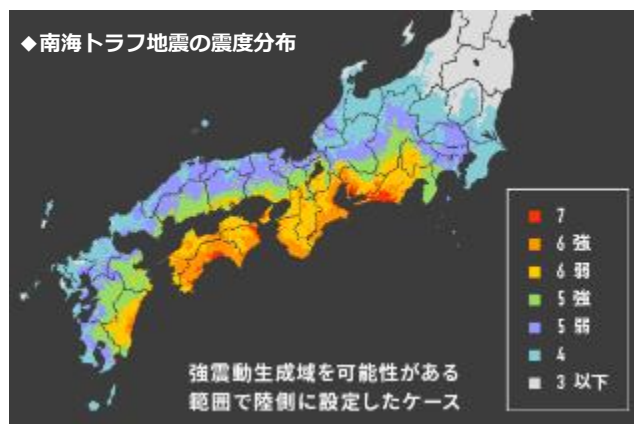 ◆南海トラフ地震の震度分布
7
6 強
6 弱
5 強
5 弱
4
3 以下
強震動生成域を可能性がある
範囲で陸側に設定したケース